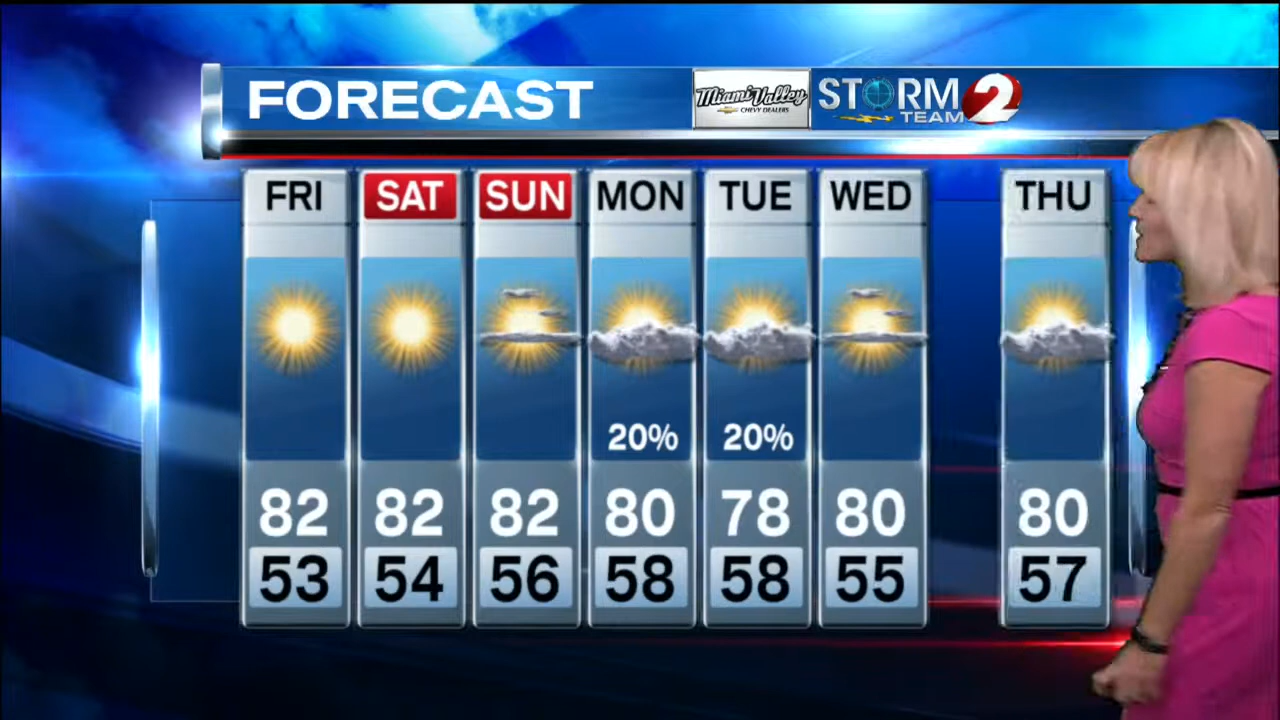 FORECAST
Miami Valley
CHEVY DEALERS
STORM
TEAM 2
FRI SAT SUN MON TUE WED THU
20% 20%
82 82 82 80 78 80 80
53 54 56 58 58 55 57